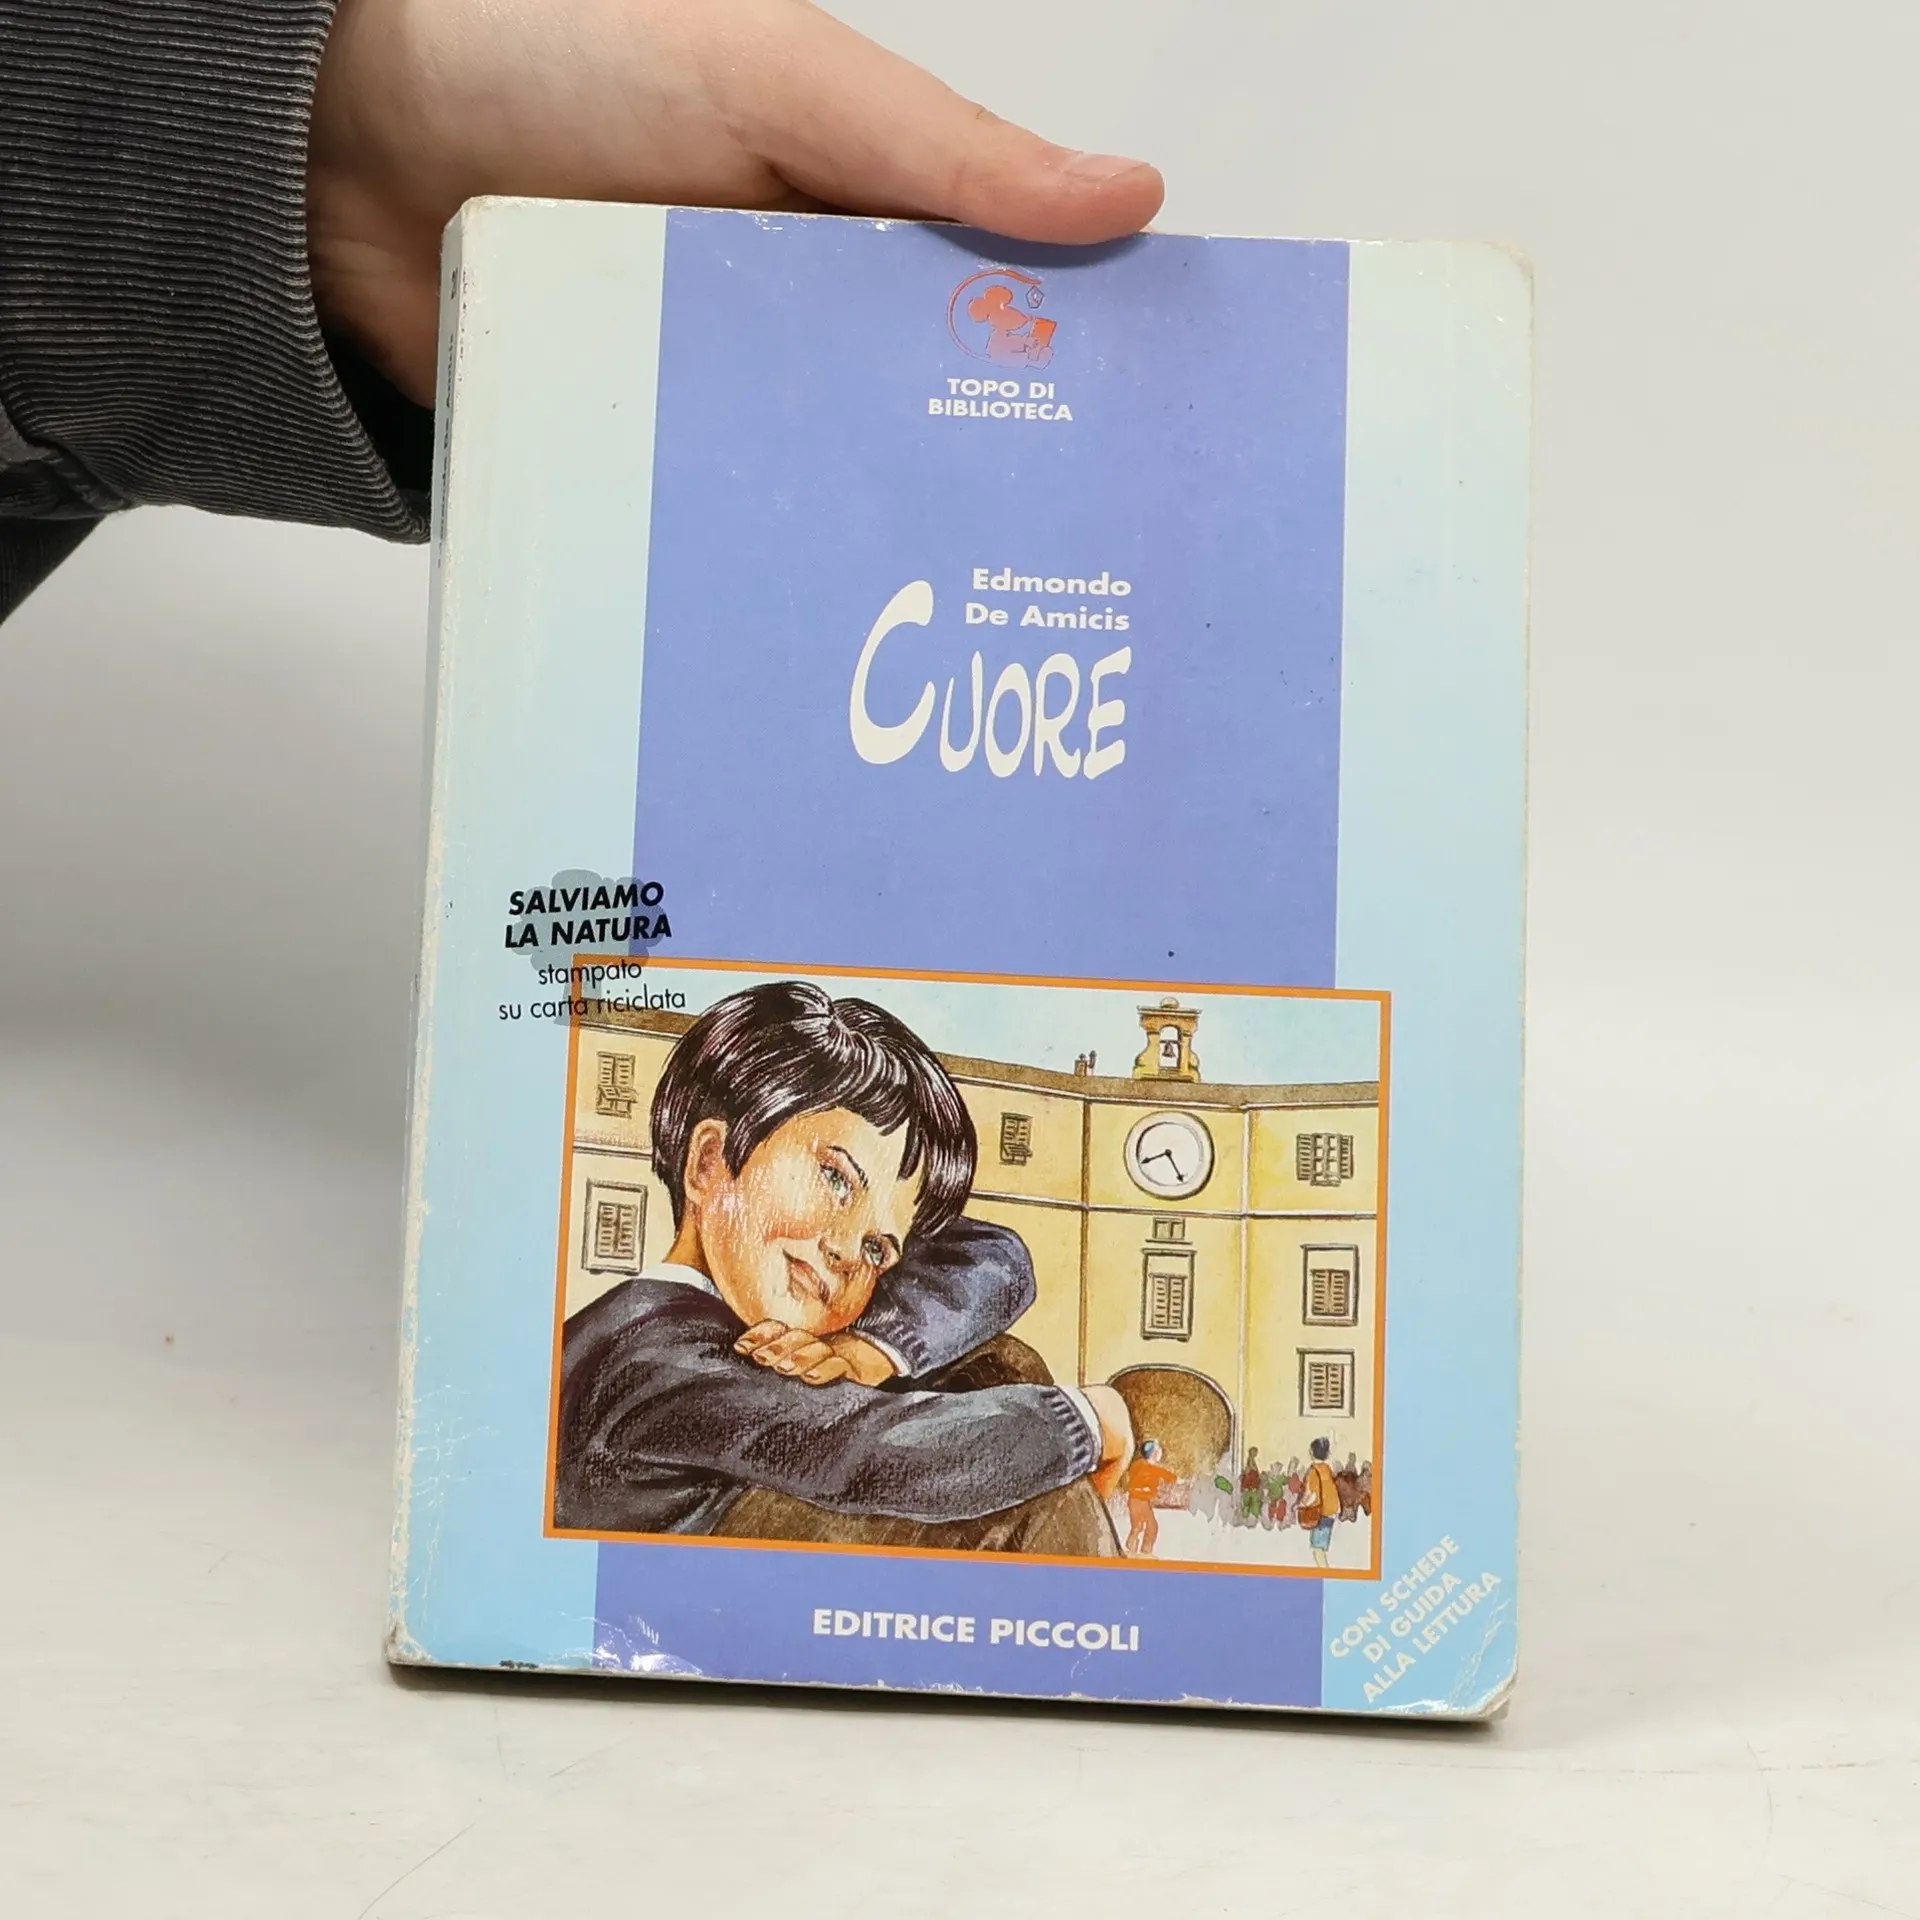 TOPO DI
BIBLIOTECA
Edmondo
De Amicis
CUORE
SALVIAMO
LA NATURA
stampato
su carta riciclata
EDITRICE PICCOLI
CON SCHEDE
DI GUIDA
ALLA LETTURA